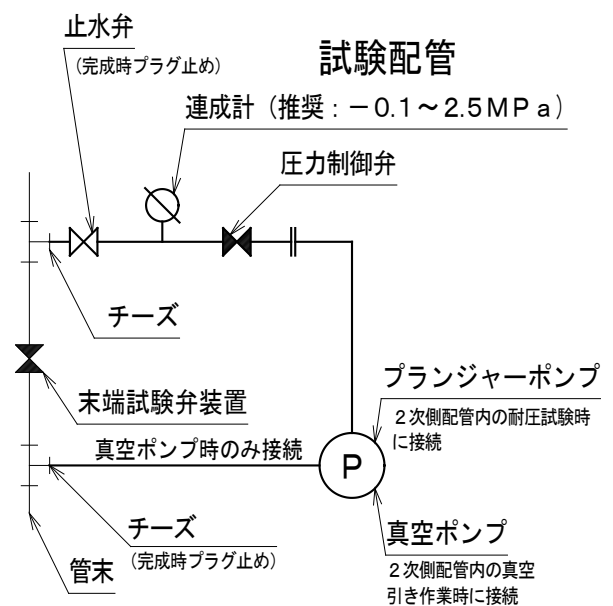 止水弁
(完成時プラグ止め)
試験配管
連成計（推奨：－0.1～2.5MPa）
圧力制御弁
チーズ
末端試験弁装置
プランジャーポンプ
２次側配管内の耐圧試験時
に接続
真空ポンプ時のみ接続
P
チーズ
(完成時プラグ止め)
真空ポンプ
２次側配管内の真空
引き作業時に接続
管末